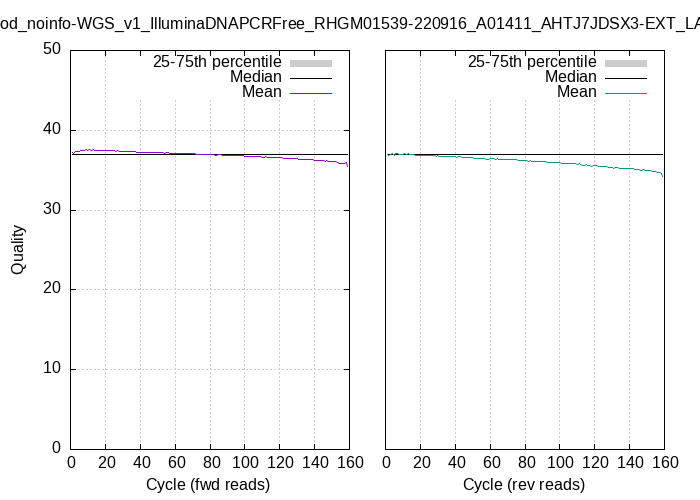 od_noinfo-WGS_v1_IlluminaDNAPCRFree_RHGM01539-220916_A01411_AHTJ7JDSX3-EXT_LA
50
40
30
20
10
0
Quality
25-75th percentile
Median
Mean
0 20 40 60 80 100 120 140 160
Cycle (fwd reads)
25-75th percentile
Median
Mean
0 20 40 60 80 100 120 140 160
Cycle (rev reads)